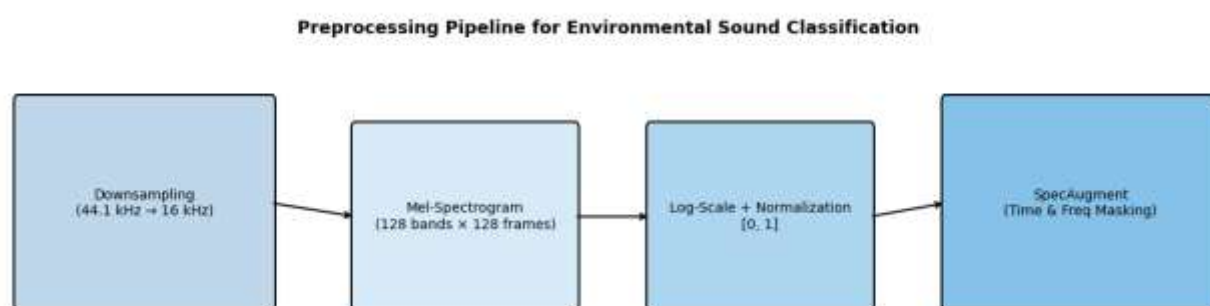 Preprocessing Pipeline for Environmental Sound Classification
Downsampling
(44.1 kHz → 16 kHz)
Mel-Spectrogram
(128 bands × 128 frames)
Log-Scale + Normalization
[0, 1]
SpecAugment
(Time & Freq Masking)